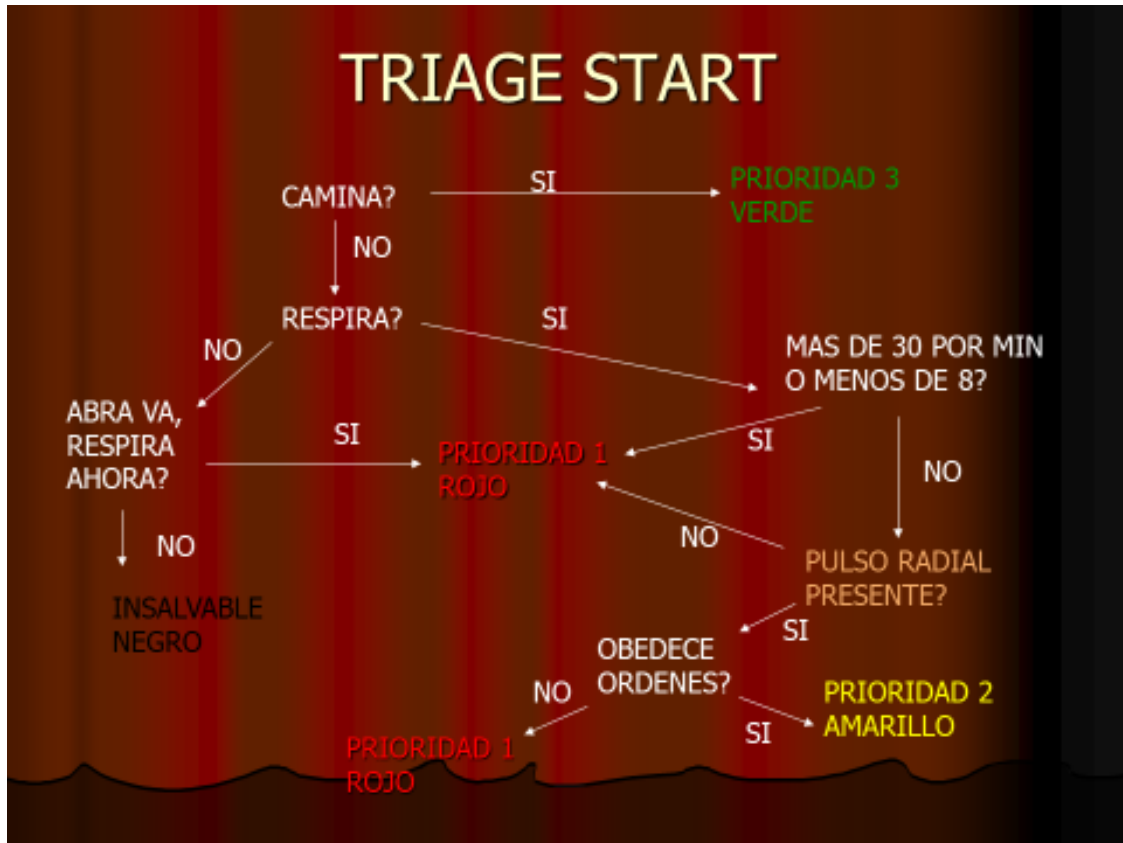 TRIAGE START
CAMINA?
SI
PRIORIDAD 3
VERDE
NO
RESPIRA?
SI
NO
MAS DE 30 POR MIN
O MENOS DE 8?
ABRA VA,
RESPIRA
AHORA?
SI
PRIORIDAD 1
ROJO
SI
NO
NO
NO
PULSO RADIAL
PRESENTE?
INSALVABLE
NEGRO
SI
OBEDECE
ORDENES?
NO
SI
PRIORIDAD 2
AMARILLO
PRIORIDAD 1
ROJO